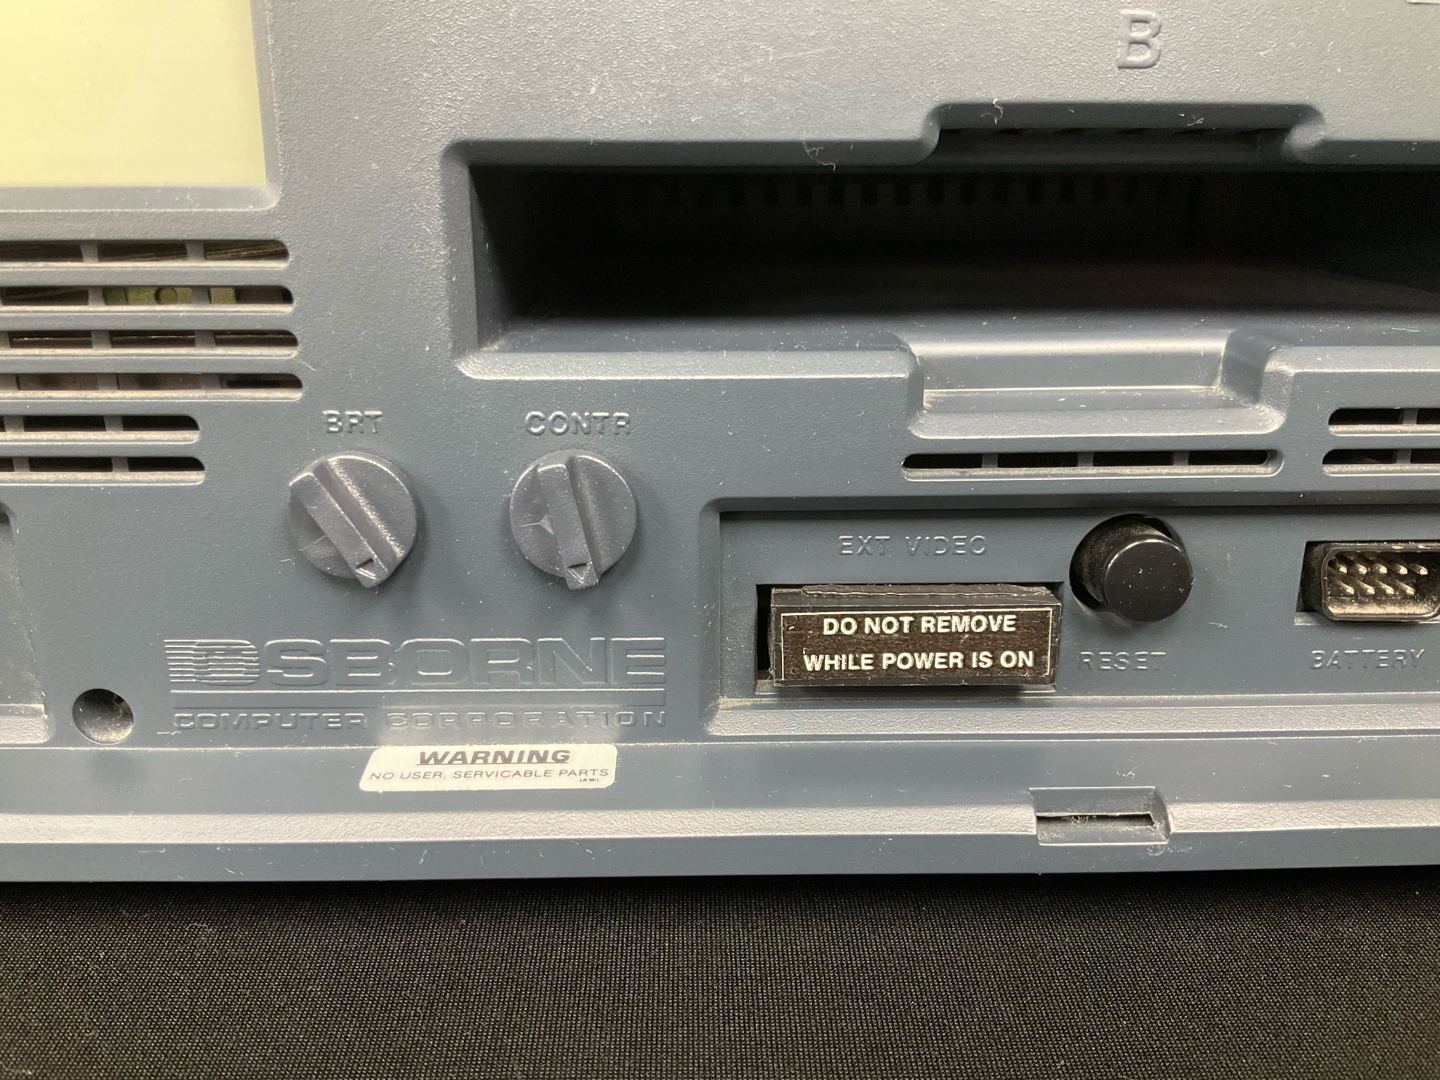 B
BRT
CONTR
EXT VIDEO
DO NOT REMOVE
WHILE POWER IS ON
RESET
BATTERY
OSBORNE
COMPUTER CORPORATION
WARNING
NO USER, SERVICABLE PARTS
(AW)